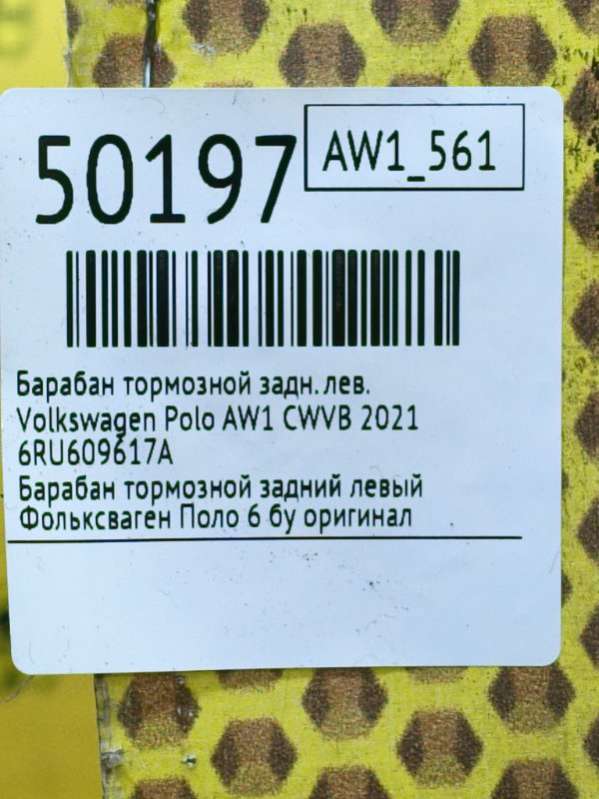 50197
AW1_561
Барабан тормозной задн. лев.
Volkswagen Polo AW1 CWVB 2021
6RU609617A
Барабан тормозной задний левый
Фольксваген Поло 6 бу оригинал